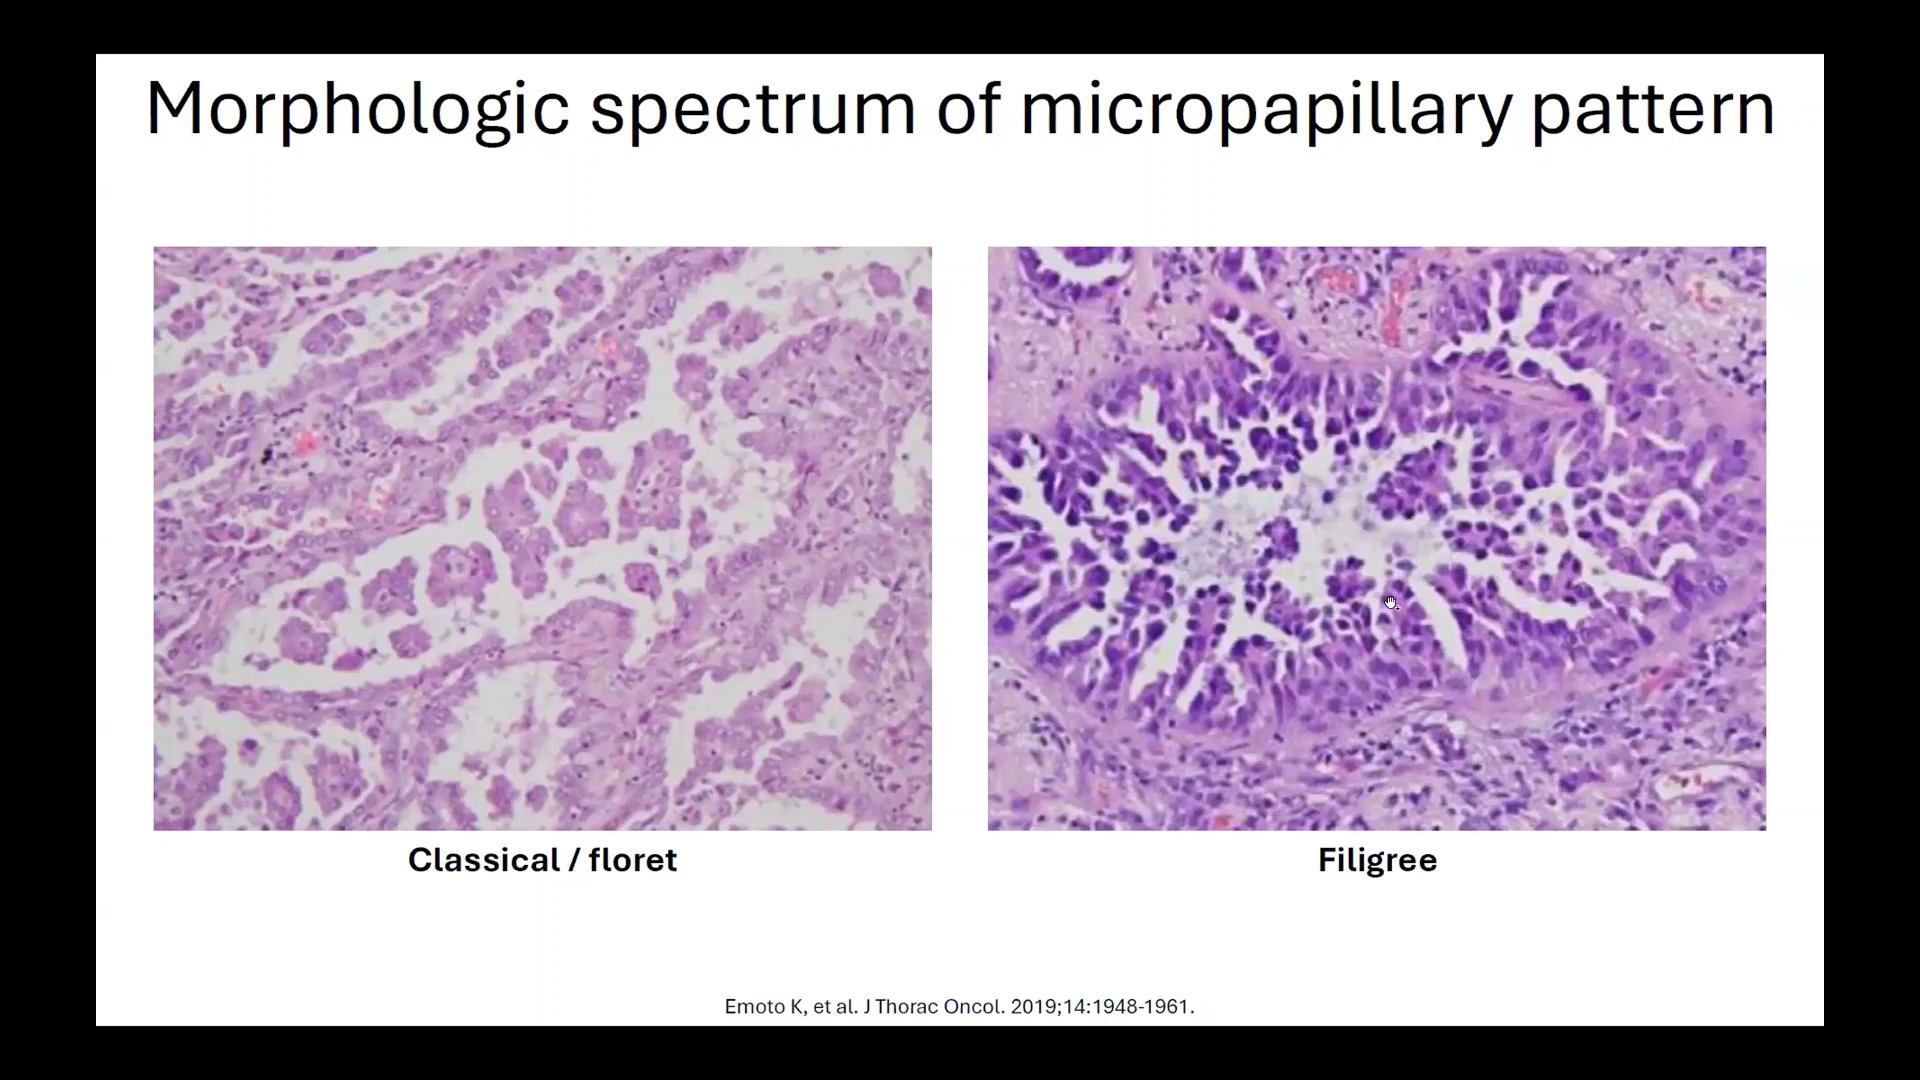 Morphologic spectrum of micropapillary pattern
Classical / floret
Filigree
Emoto K, et al. J Thorac Oncol. 2019;14:1948-1961.